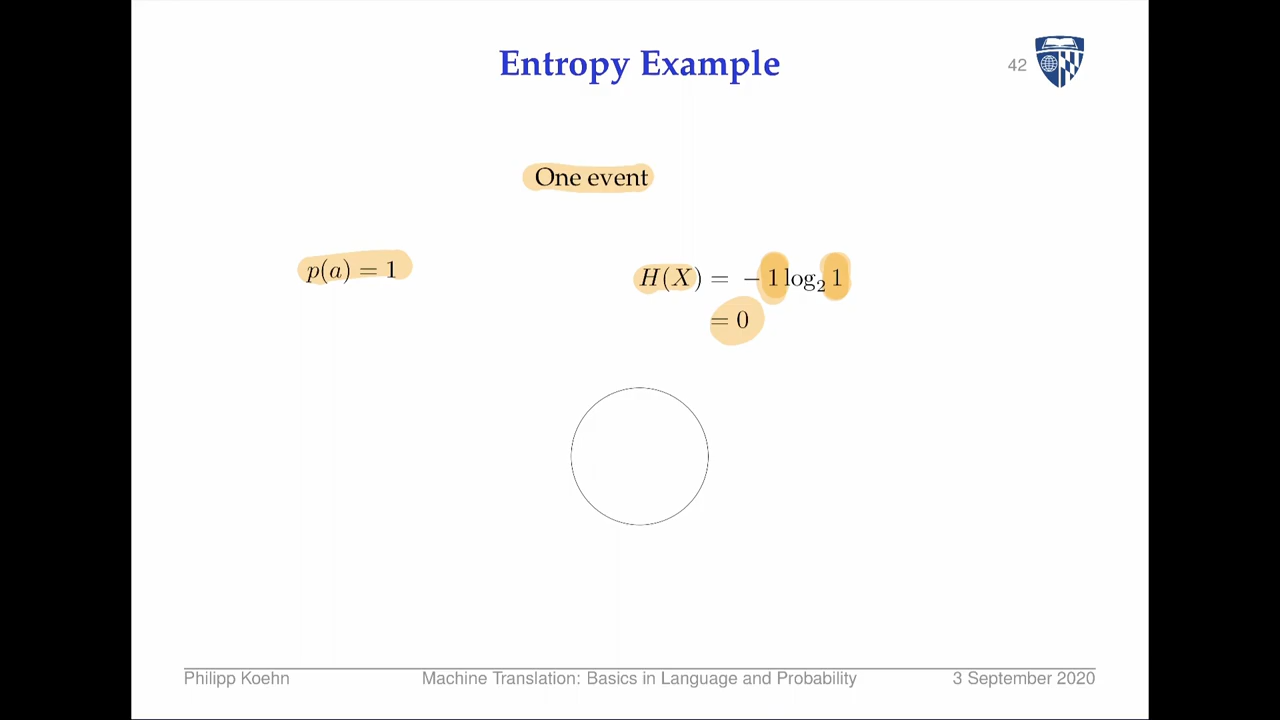 Entropy Example
42
One event
p(a) = 1
H(X) = − 1 log₂ 1
= 0
Philipp Koehn
Machine Translation: Basics in Language and Probability
3 September 2020